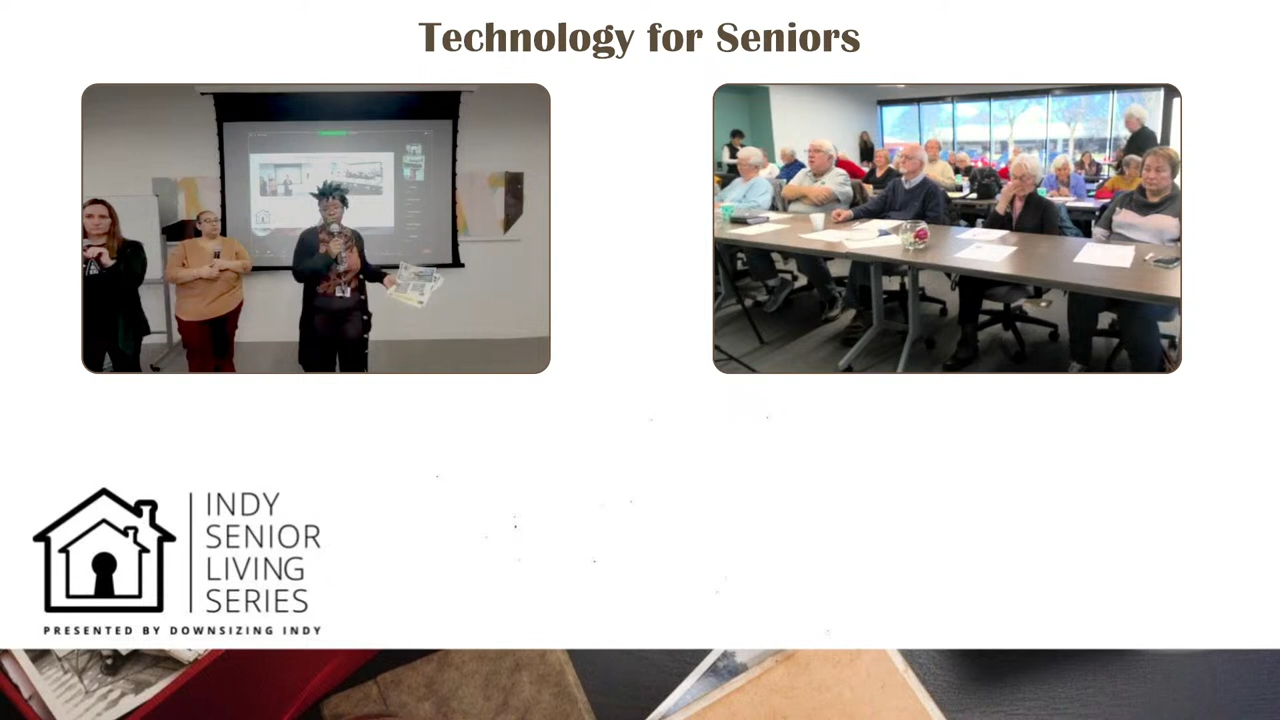 Technology for Seniors
INDY
SENIOR
LIVING
SERIES
PRESENTED BY DOWNSIZING INDY